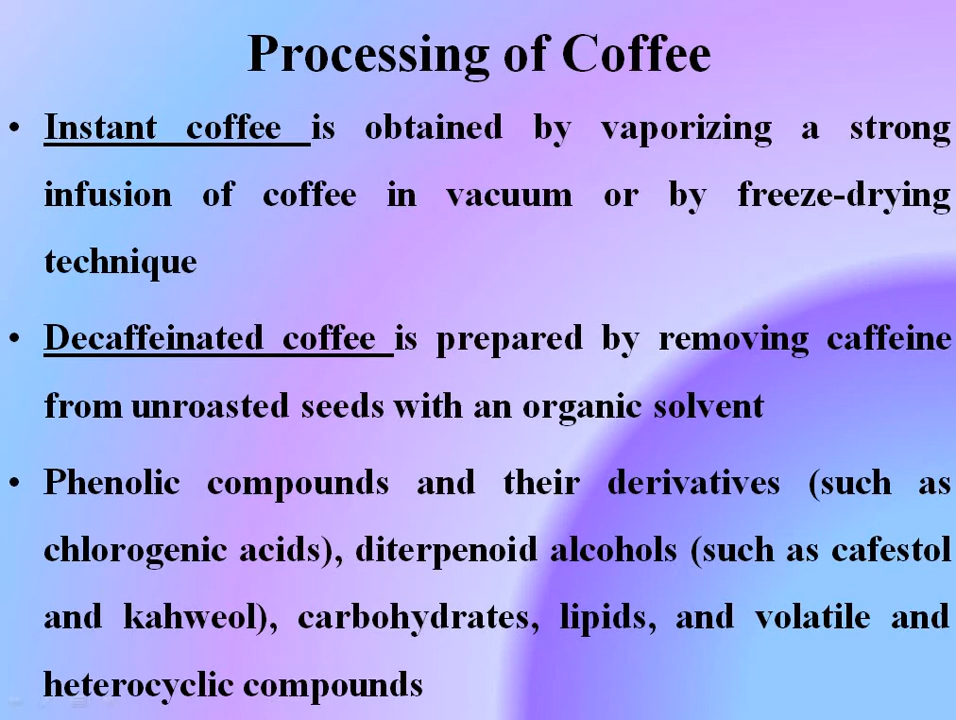 Processing of Coffee
• Instant coffee is obtained by vaporizing a strong
infusion of coffee in vacuum or by freeze-drying
technique
• Decaffeinated coffee is prepared by removing caffeine
from unroasted seeds with an organic solvent
• Phenolic compounds and their derivatives (such as
chlorogenic acids), diterpenoid alcohols (such as cafestol
and kahweol), carbohydrates, lipids, and volatile and
heterocyclic compounds